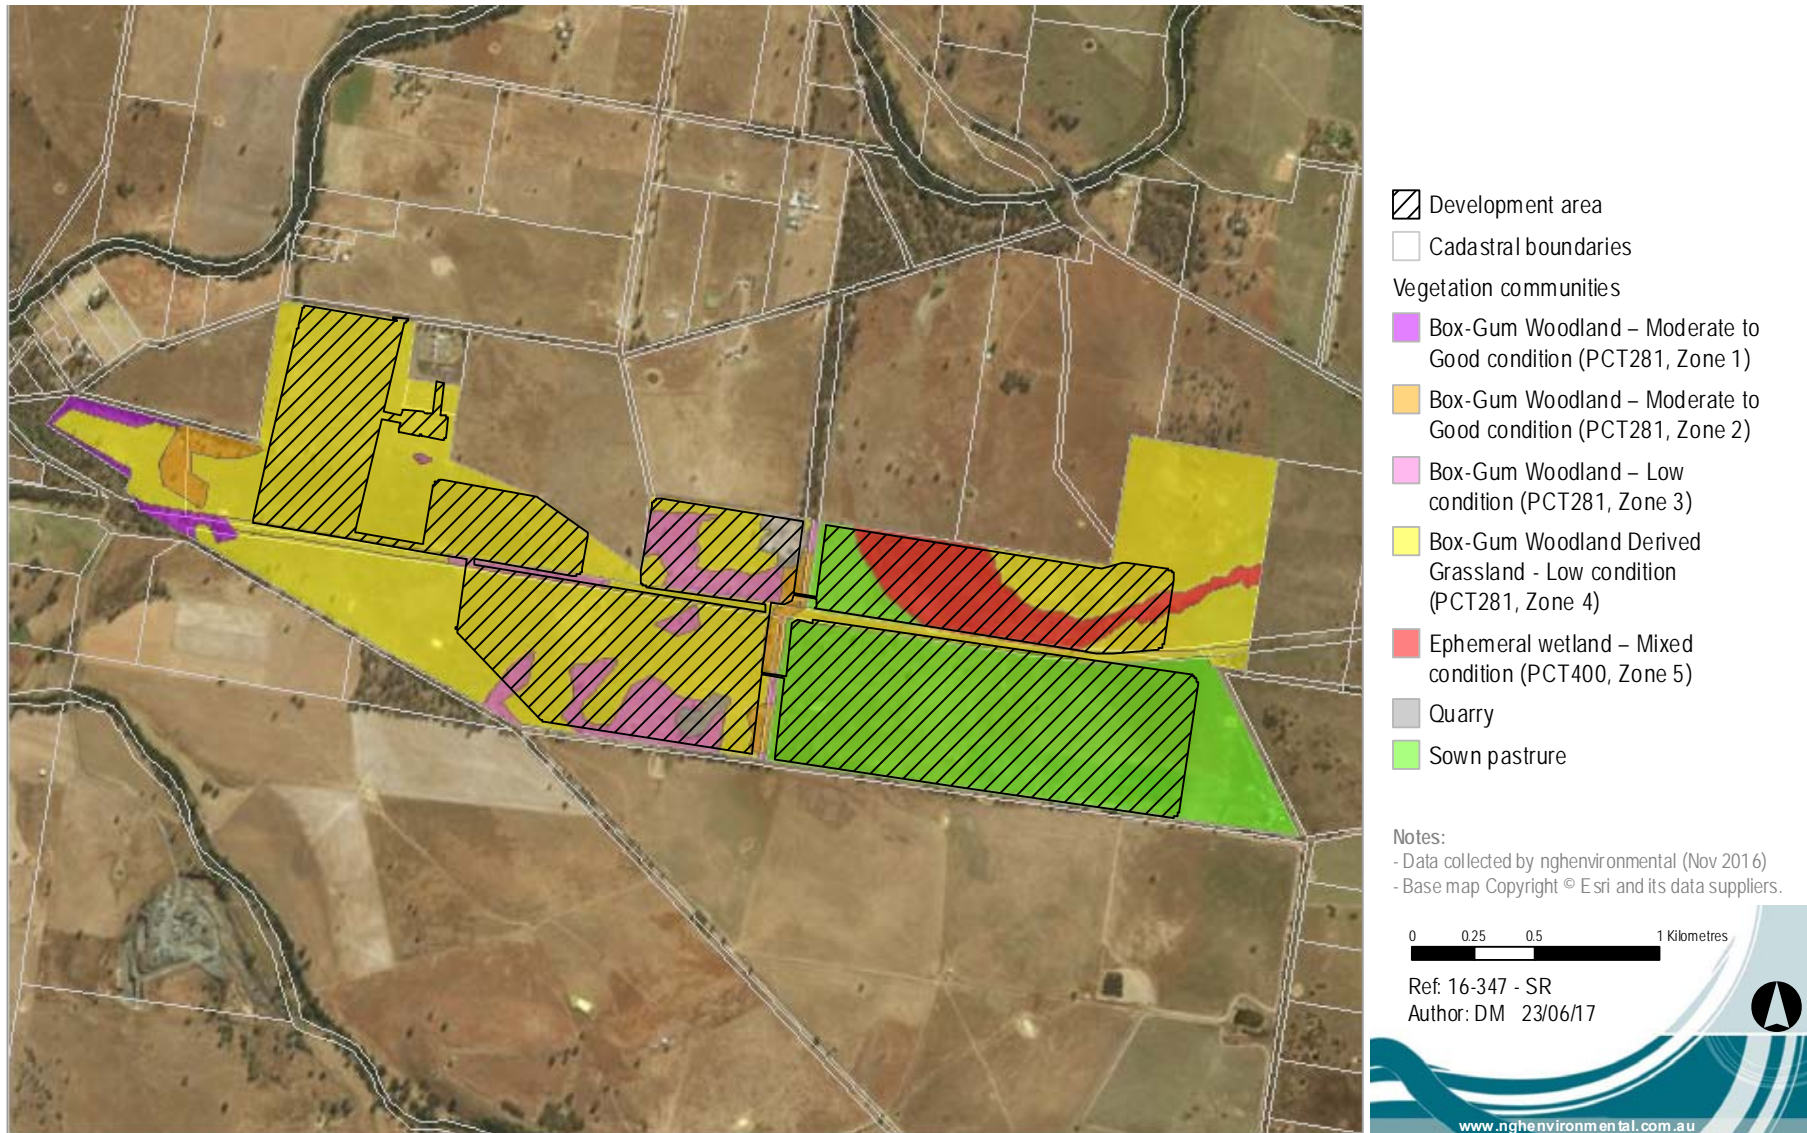 Development area
Cadastral boundaries
Vegetation communities
Box-Gum Woodland – Moderate to
Good condition (PCT281, Zone 1)
Box-Gum Woodland – Moderate to
Good condition (PCT281, Zone 2)
Box-Gum Woodland – Low
condition (PCT281, Zone 3)
Box-Gum Woodland Derived
Grassland - Low condition
(PCT281, Zone 4)
Ephemeral wetland – Mixed
condition (PCT400, Zone 5)
Quarry
Sown pastrure
Notes:
- Data collected by nghenvironmental (Nov 2016)
- Base map Copyright © Esri and its data suppliers.
0 0.25 0.5 1 Kilometres
Ref: 16-347 - SR
Author: DM 23/06/17
www.nghenvironmental.com.au